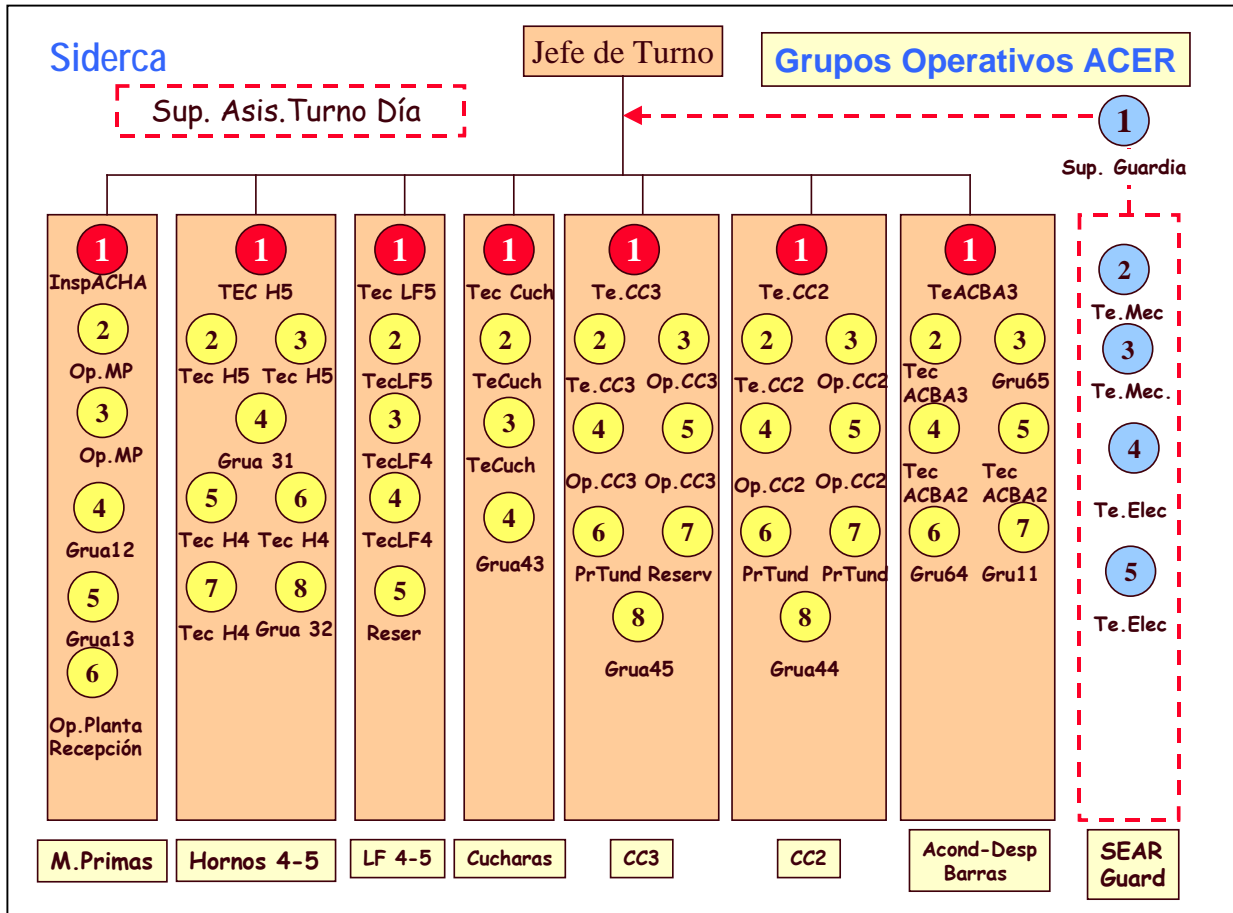 Siderca
Jefe de Turno
Grupos Operativos ACER
Sup. Asis.Turno Día
1
Sup. Guardia
1
InspACHA
2
Op.MP
3
Op.MP
4
Grua12
5
Grua13
6
Op.Planta
Recepción
M.Primas
1
TEC H5
2 3
Tec H5 Tec H5
4
Grua 31
5 6
Tec H4 Tec H4
7 8
Tec H4 Grua 32
Hornos 4-5
1
Tec LF5
2
TecLF5
3
TecLF4
4
TecLF4
5
Reser
LF 4-5
1
Tec Cuch
2
TeCuch
3
TeCuch
4
Grua43
Cucharas
1
Te.CC3
2 3
Te.CC3 Op.CC3
4 5
Op.CC3 Op.CC3
6 7
PrTund Reserv
8
Grua45
CC3
1
Te.CC2
2 3
Te.CC2 Op.CC2
4 5
Op.CC2 Op.CC2
6 7
PrTund PrTund
8
Grua44
CC2
1
TeACBA3
2 3
Tec
ACBA3
Gru65
4 5
Tec
ACBA2
Tec
ACBA2
6 7
Gru64 Gru11
Acond-Desp
Barras
2
Te.Mec
3
Te.Mec.
4
Te.Elec
5
Te.Elec
SEAR
Guard